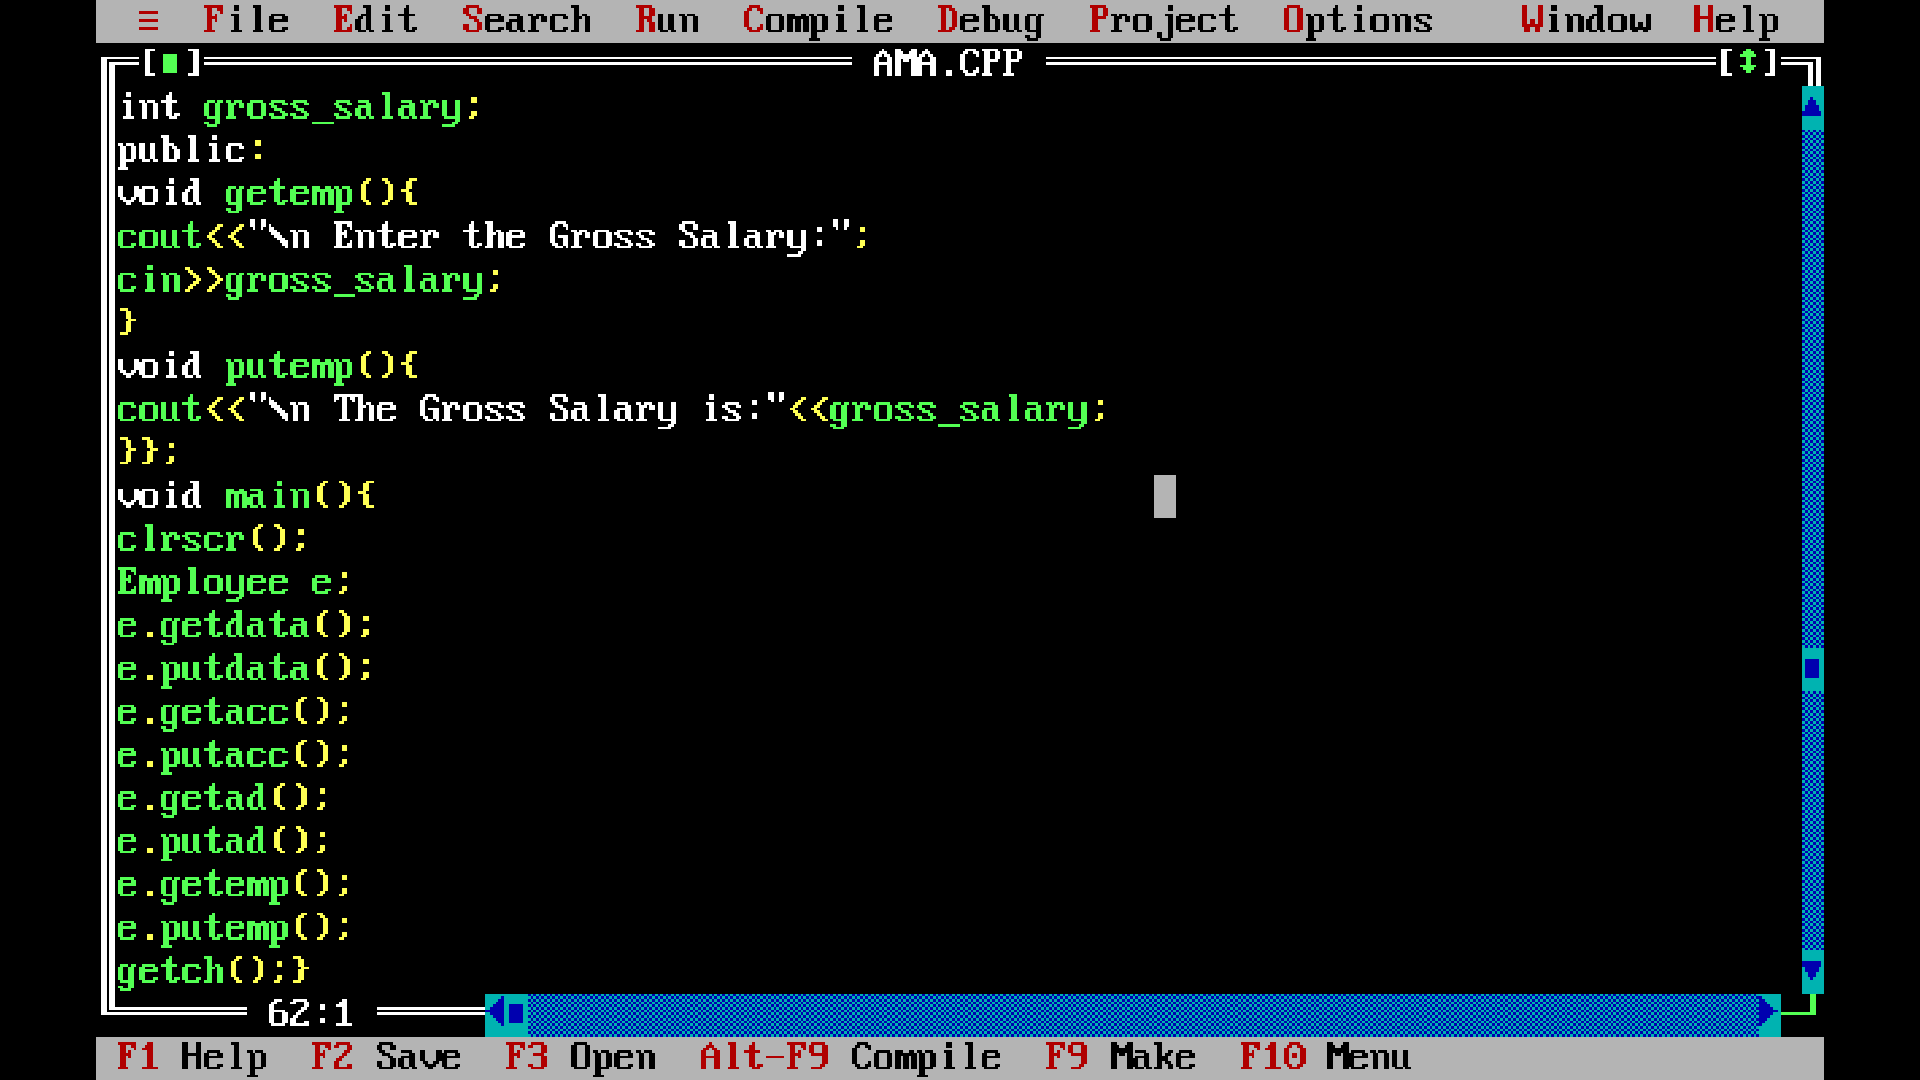 ≡ File Edit Search Run Compile Debug Project Options Window Help
[■] AMA.CPP [↕]
int gross_salary;
public:
void getemp(){
cout<<"\n Enter the Gross Salary:";
cin>>gross_salary;
}
void putemp(){
cout<<"\n The Gross Salary is:"<<gross_salary;
}};
void main(){
clrscr();
Employee e;
e.getdata();
e.putdata();
e.getacc();
e.putacc();
e.getad();
e.putad();
e.getemp();
e.putemp();
getch();}
62:1
F1 Help F2 Save F3 Open Alt-F9 Compile F9 Make F10 Menu